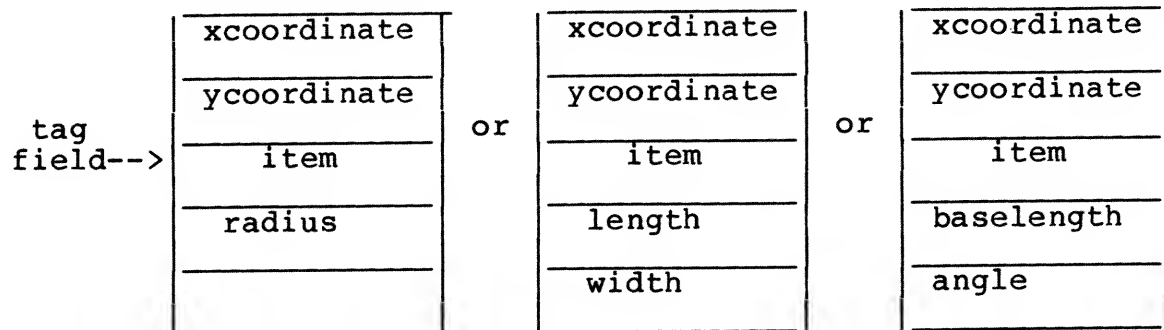 xcoordinate xcoordinate xcoordinate
ycoordinate ycoordinate ycoordinate
tag or or
field--> item item item
radius length baselength
width angle